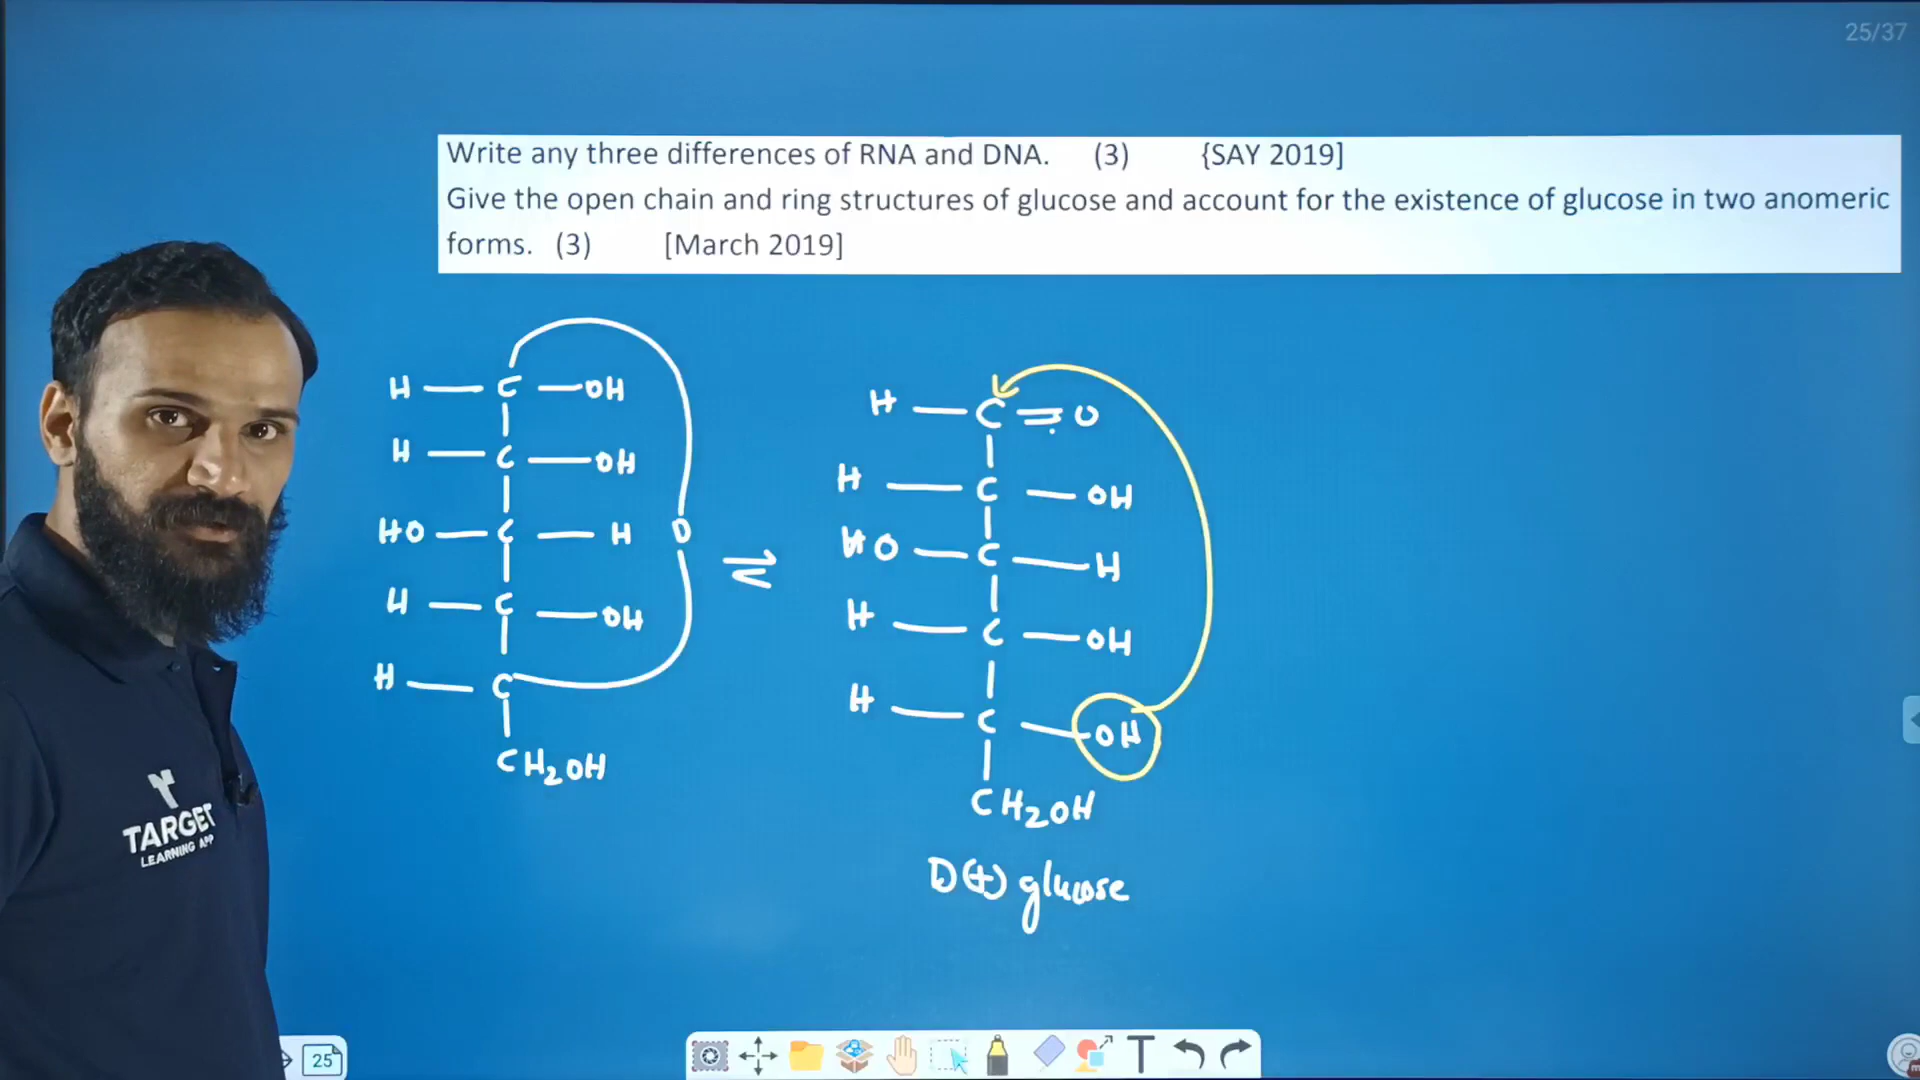 25/37
Write any three differences of RNA and DNA. (3) {SAY 2019]
Give the open chain and ring structures of glucose and account for the existence of glucose in two anomeric
forms. (3) [March 2019]
H — C — OH
H — C — OH
HO — C — H O
H — C — OH
H — C
CH2OH
⇌
H — C = O
H — C — OH
HO — C — H
H — C — OH
H — C — OH
CH2OH
D(+) glucose
TARGET
LEARNING APP
25
T